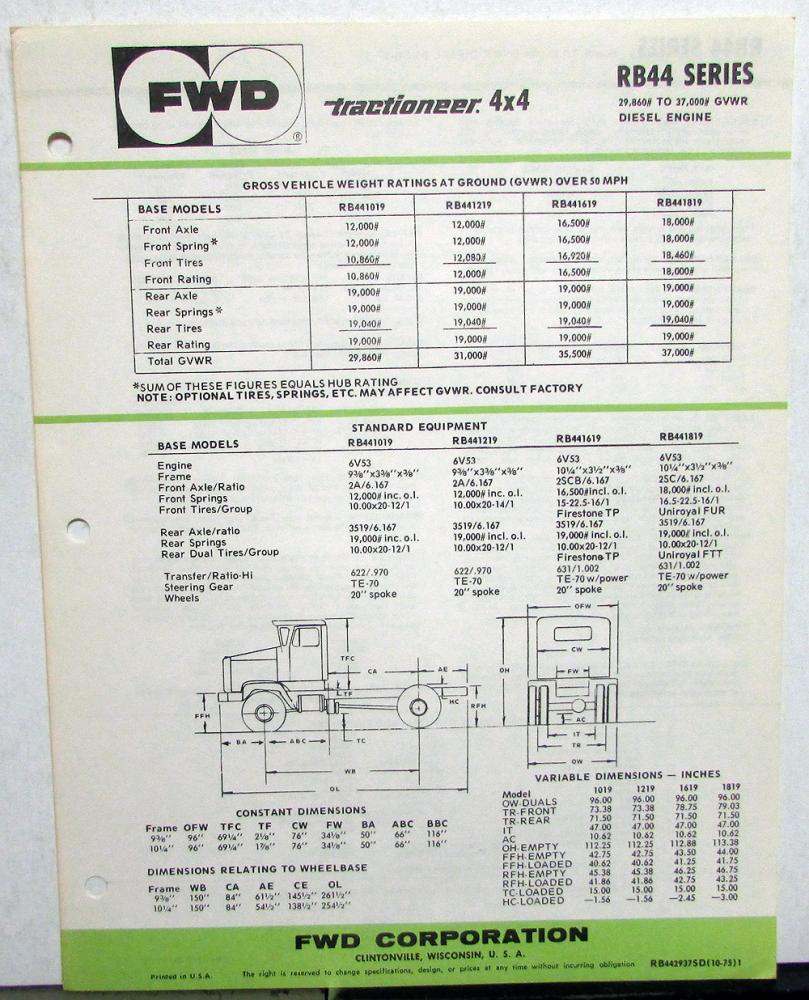 FWD
®
tractioneer. 4x4
RB44 SERIES
29,860# TO 37,000# GVWR
DIESEL ENGINE
GROSS VEHICLE WEIGHT RATINGS AT GROUND (GVWR) OVER 50 MPH
BASE MODELS RB441019 RB441219 RB441619 RB441819
Front Axle 12,000# 12,000# 16,500# 18,000#
Front Spring* 12,000# 12,000# 16,500# 18,000#
Front Tires 10,860# 12,080# 16,920# 18,460#
Front Rating 10,860# 12,000# 16,500# 18,000#
Rear Axle 19,000# 19,000# 19,000# 19,000#
Rear Springs* 19,000# 19,000# 19,000# 19,000#
Rear Tires 19,040# 19,040# 19,040# 19,040#
Rear Rating 19,000# 19,000# 19,000# 19,000#
Total GVWR 29,860# 31,000# 35,500# 37,000#
*SUM OF THESE FIGURES EQUALS HUB RATING
NOTE: OPTIONAL TIRES, SPRINGS, ETC. MAY AFFECT GVWR. CONSULT FACTORY
STANDARD EQUIPMENT
BASE MODELS RB441019 RB441219 RB441619 RB441819
Engine 6V53 6V53 6V53 6V53
Frame 9⅜"x3⅜"x⅜" 9⅜"x3⅜"x⅜" 10¼"x3½"x⅜" 10¼"x3½"x⅜"
Front Axle/Ratio 2A/6.167 2A/6.167 2SCB/6.167 2SC/6.167
Front Springs 12,000# inc. o.l. 12,000# inc. o.l. 16,500#incl. o.l. 18,000# incl. o.l.
Front Tires/Group 10.00x20-12/1 10.00x20-14/1 15-22.5-16/1 16.5-22.5-16/1
Firestone TP Uniroyal FUR
Rear Axle/ratio 3519/6.167 3519/6.167 3519/6.167 3519/6.167
Rear Springs 19,000# inc. o.l. 19,000# incl. o.l. 19,000# incl. o.l. 19,000# incl. o.l.
Rear Dual Tires/Group 10.00x20-12/1 10.00x20-12/1 10.00x20-12/1 10.00x20-12/1
Firestone TP Uniroyal FTT
Transfer/Ratio-Hi 622/.970 622/.970 631/1.002 631/1.002
Steering Gear TE-70 TE-70 TE-70 w/power TE-70 w/power
Wheels 20" spoke 20" spoke 20" spoke 20" spoke
OFW
TFC
CA
AE
OH
CW
FW
TF
HC
RFH
FFH
BA
ABC
TC
AC
IT
TR
WB
OW
OL
CONSTANT DIMENSIONS
Frame OFW TFC TF CW FW BA ABC BBC
9⅜" 96" 69¼" 2⅛" 76" 34⅛" 50" 66" 116"
10¼" 96" 69¼" 1⅞" 76" 34⅛" 50" 66" 116"
DIMENSIONS RELATING TO WHEELBASE
Frame WB CA AE CE OL
9⅜" 150" 84" 61½" 145½" 261½"
10¼" 150" 84" 54½" 138½" 254½"
VARIABLE DIMENSIONS — INCHES
Model 1019 1219 1619 1819
OW-DUALS 96.00 96.00 96.00 96.00
TR-FRONT 73.38 73.38 78.75 79.03
TR-REAR 71.50 71.50 71.50 71.50
IT 47.00 47.00 47.00 47.00
AC 10.62 10.62 10.62 10.62
OH-EMPTY 112.25 112.25 112.88 113.38
FFH-EMPTY 42.75 42.75 43.50 44.00
FFH-LOADED 40.62 40.62 41.25 41.75
RFH-EMPTY 45.38 45.38 46.25 46.75
RFH-LOADED 41.86 41.86 42.75 43.25
TC-LOADED 15.00 15.00 15.00 15.00
HC-LOADED —1.56 —1.56 —2.45 —3.00
FWD CORPORATION
CLINTONVILLE, WISCONSIN, U. S. A.
Printed in U.S.A. The right is reserved to change specifications, design, or prices at any time without incurring obligation RB442937SD(10-75)1